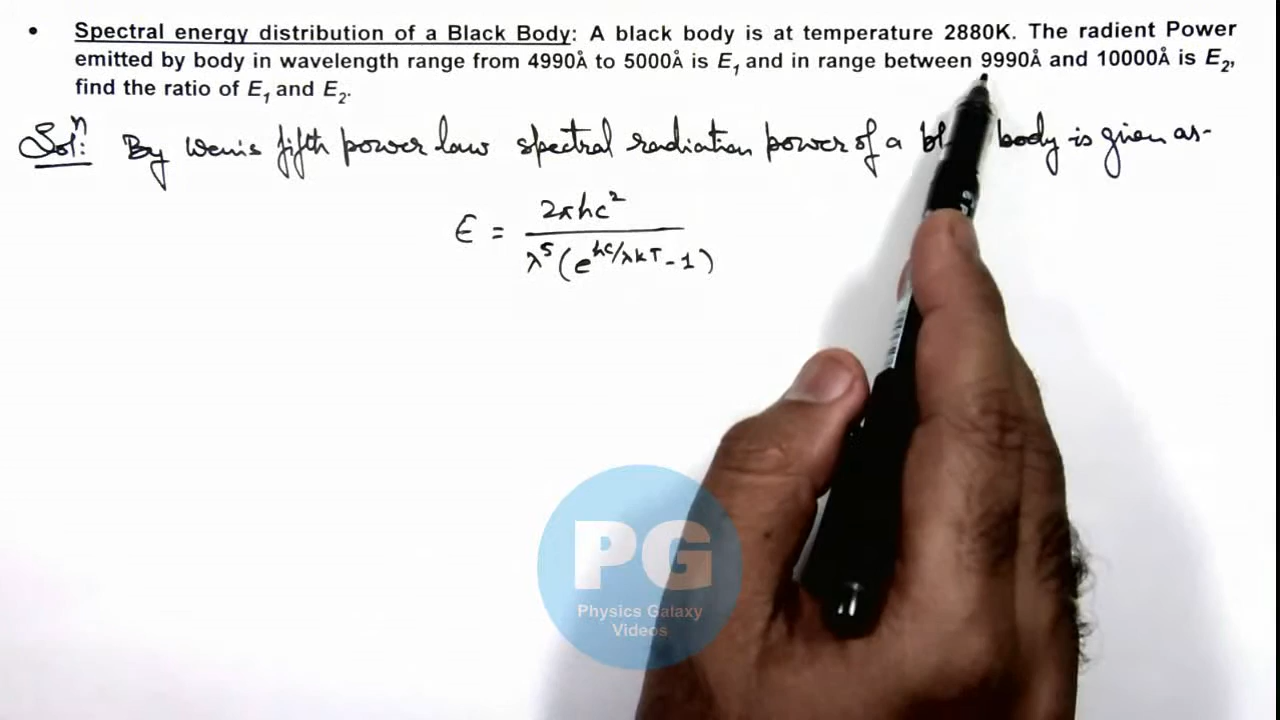 • Spectral energy distribution of a Black Body: A black body is at temperature 2880K. The radient Power
emitted by body in wavelength range from 4990Å to 5000Å is E₁ and in range between 9990Å and 10000Å is E₂,
find the ratio of E₁ and E₂.
Solⁿ: By Wenis fifth power law spectral radiation power of a bl body is given as-
ϵ = 2πhc² / λ⁵(e^(hc/λkT) - 1)
PG
Physics Galaxy
Videos